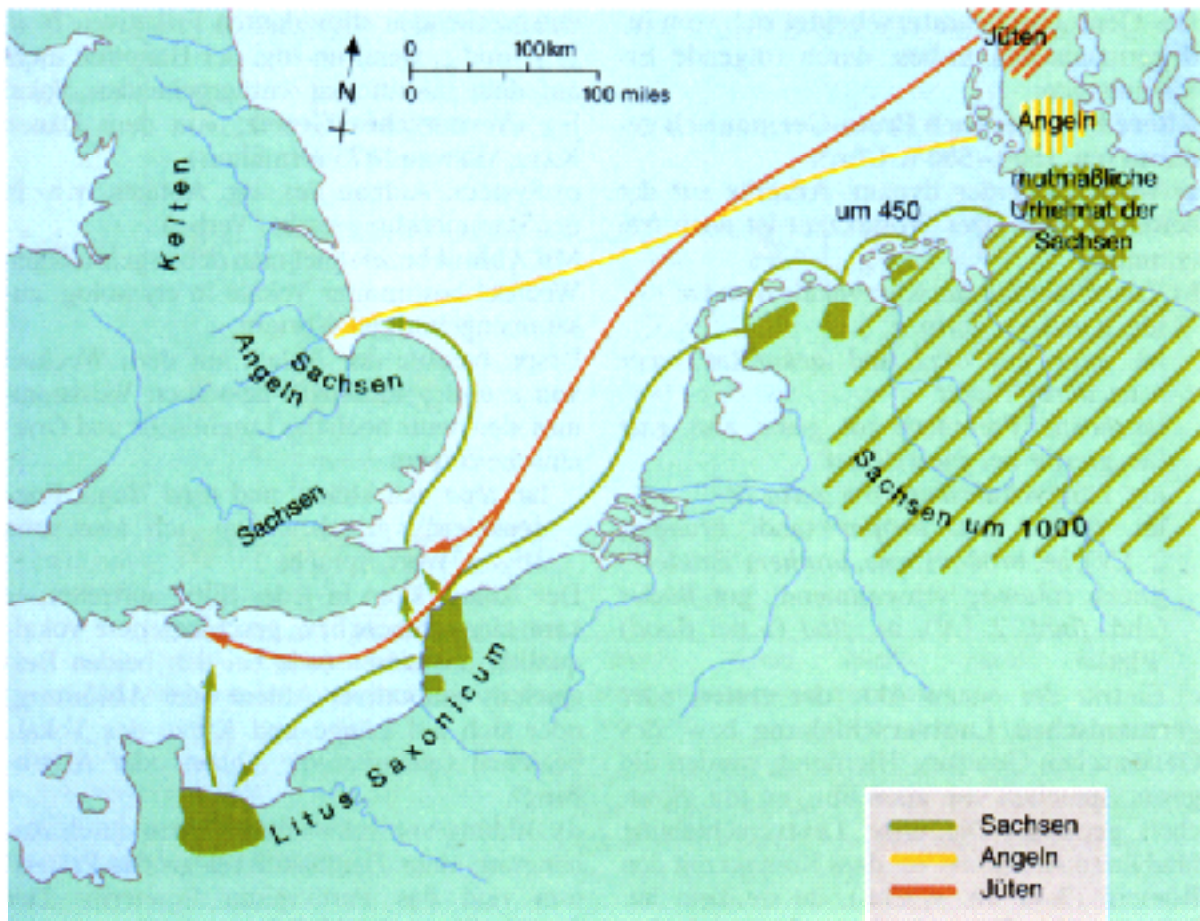 Jüten
0 100km
0 100 miles
N
Angeln
mutmaßliche
Urheimat der
Sachsen
um 450
Kelten
Sachsen
Angeln
Sachsen
Sachsen um 1000
Litus Saxonicum
Sachsen
Angeln
Jüten